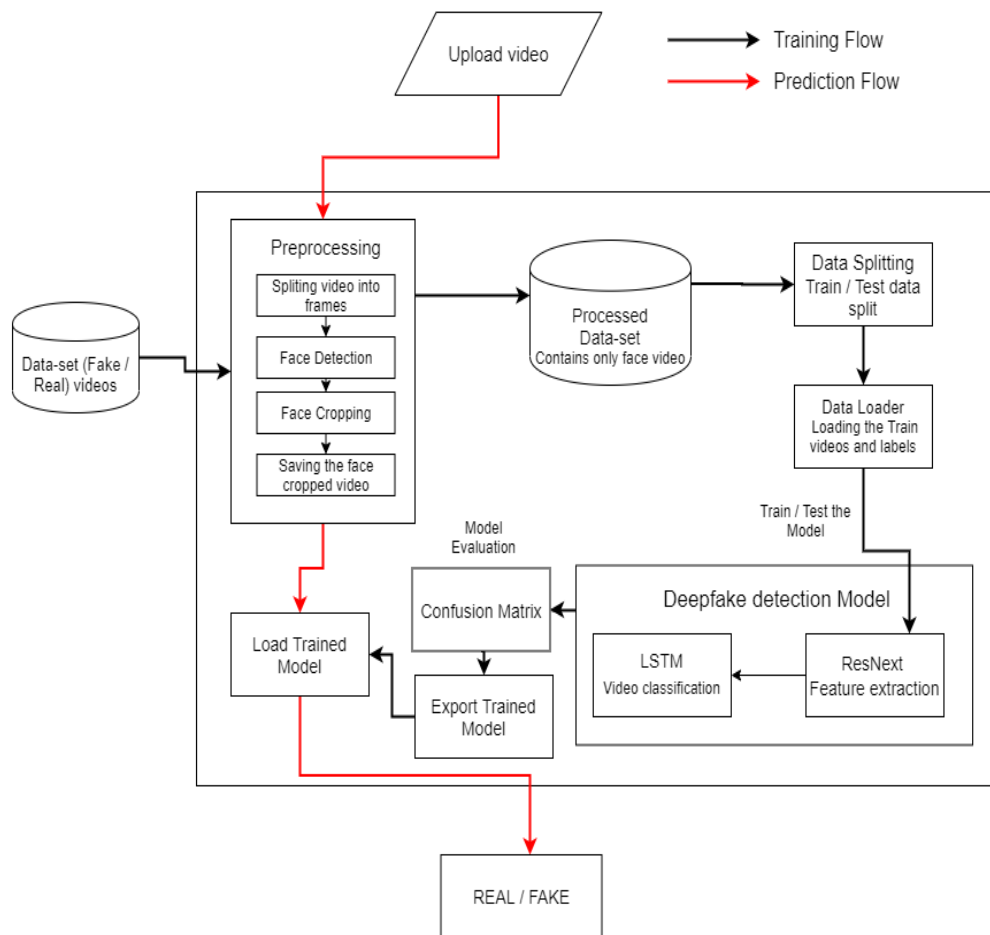 Upload video
Training Flow
Prediction Flow
Preprocessing
Spliting video into
frames
Face Detection
Face Cropping
Saving the face
cropped video
Data-set (Fake /
Real) videos
Processed
Data-set
Contains only face video
Data Splitting
Train / Test data
split
Data Loader
Loading the Train
videos and labels
Train / Test the
Model
Model
Evaluation
Confusion Matrix
Deepfake detection Model
LSTM
Video classification
ResNext
Feature extraction
Load Trained
Model
Export Trained
Model
REAL / FAKE